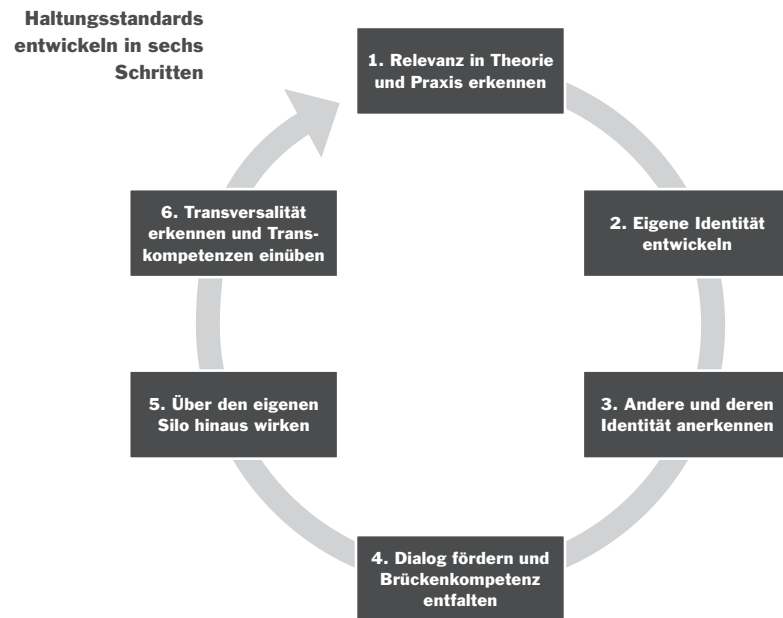 Haltungsstandards
entwickeln in sechs
Schritten
1. Relevanz in Theorie
und Praxis erkennen
2. Eigene Identität
entwickeln
3. Andere und deren
Identität anerkennen
4. Dialog fördern und
Brückenkompetenz
entfalten
5. Über den eigenen
Silo hinaus wirken
6. Transversalität
erkennen und Trans-
kompetenzen einüben